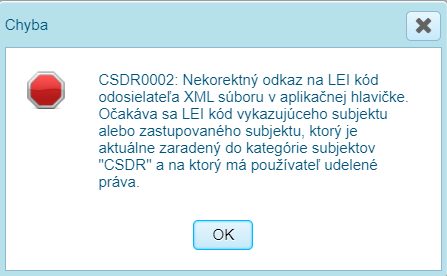 Chyba
CSDR0002: Nekorektný odkaz na LEI kód
odosielateľa XML súboru v aplikačnej hlavičke.
Očakáva sa LEI kód vykazujúceho subjektu
alebo zastupovaného subjektu, ktorý je
aktuálne zaradený do kategórie subjektov
"CSDR" a na ktorý má používateľ udelené
práva.
OK